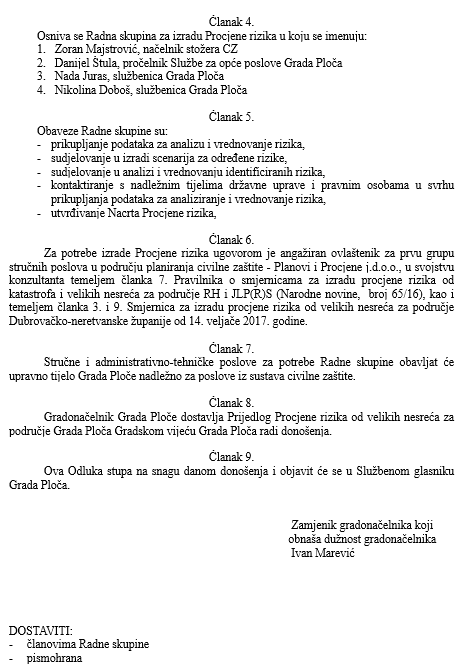 Članak 4.
Osniva se Radna skupina za izradu Procjene rizika u koju se imenuju:
1. Zoran Majstrović, načelnik stožera CZ
2. Danijel Štula, pročelnik Službe za opće poslove Grada Ploča
3. Nada Juras, službenica Grada Ploča
4. Nikolina Doboš, službenica Grada Ploča
Članak 5.
Obaveze Radne skupine su:
- prikupljanje podataka za analizu i vrednovanje rizika,
- sudjelovanje u izradi scenarija za određene rizike,
- sudjelovanje u analizi i vrednovanju identificiranih rizika,
- kontaktiranje s nadležnim tijelima državne uprave i pravnim osobama u svrhu
prikupljanja podataka za analiziranje i vrednovanje rizika,
- utvrđivanje Nacrta Procjene rizika,
Članak 6.
Za potrebe izrade Procjene rizika ugovorom je angažiran ovlaštenik za prvu grupu
stručnih poslova u području planiranja civilne zaštite - Planovi i Procjene j.d.o.o., u svojstvu
konzultanta temeljem članka 7. Pravilnika o smjernicama za izradu procjene rizika od
katastrofa i velikih nesreća za područje RH i JLP(R)S (Narodne novine, broj 65/16), kao i
temeljem članka 3. i 9. Smjernica za izradu procjene rizika od velikih nesreća za područje
Dubrovačko-neretvanske županije od 14. veljače 2017. godine.
Članak 7.
Stručne i administrativno-tehničke poslove za potrebe Radne skupine obavljat će
upravno tijelo Grada Ploče nadležno za poslove iz sustava civilne zaštite.
Članak 8.
Gradonačelnik Grada Ploče dostavlja Prijedlog Procjene rizika od velikih nesreća za
područje Grada Ploča Gradskom vijeću Grada Ploča radi donošenja.
Članak 9.
Ova Odluka stupa na snagu danom donošenja i objavit će se u Službenom glasniku
Grada Ploča.
Zamjenik gradonačelnika koji
obnaša dužnost gradonačelnika
Ivan Marević
DOSTAVITI:
- članovima Radne skupine
- pismohrana